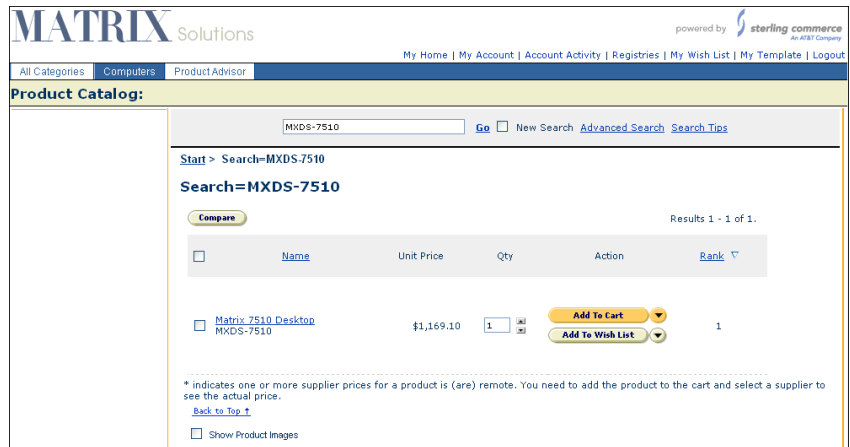 MATRIX Solutions
powered by sterling commerce
An AT&T Company
My Home | My Account | Account Activity | Registries | My Wish List | My Template | Logout
All Categories Computers Product Advisor
Product Catalog:
MXDS-7510 Go New Search Advanced Search Search Tips
Start > Search=MXDS-7510
Search=MXDS-7510
Compare Results 1 - 1 of 1.
Name Unit Price Qty Action Rank
Matrix 7510 Desktop
MXDS-7510
$1,169.10 1 Add To Cart 1
Add To Wish List
* indicates one or more supplier prices for a product is (are) remote. You need to add the product to the cart and select a supplier to
see the actual price.
Back to Top ↑
Show Product Images